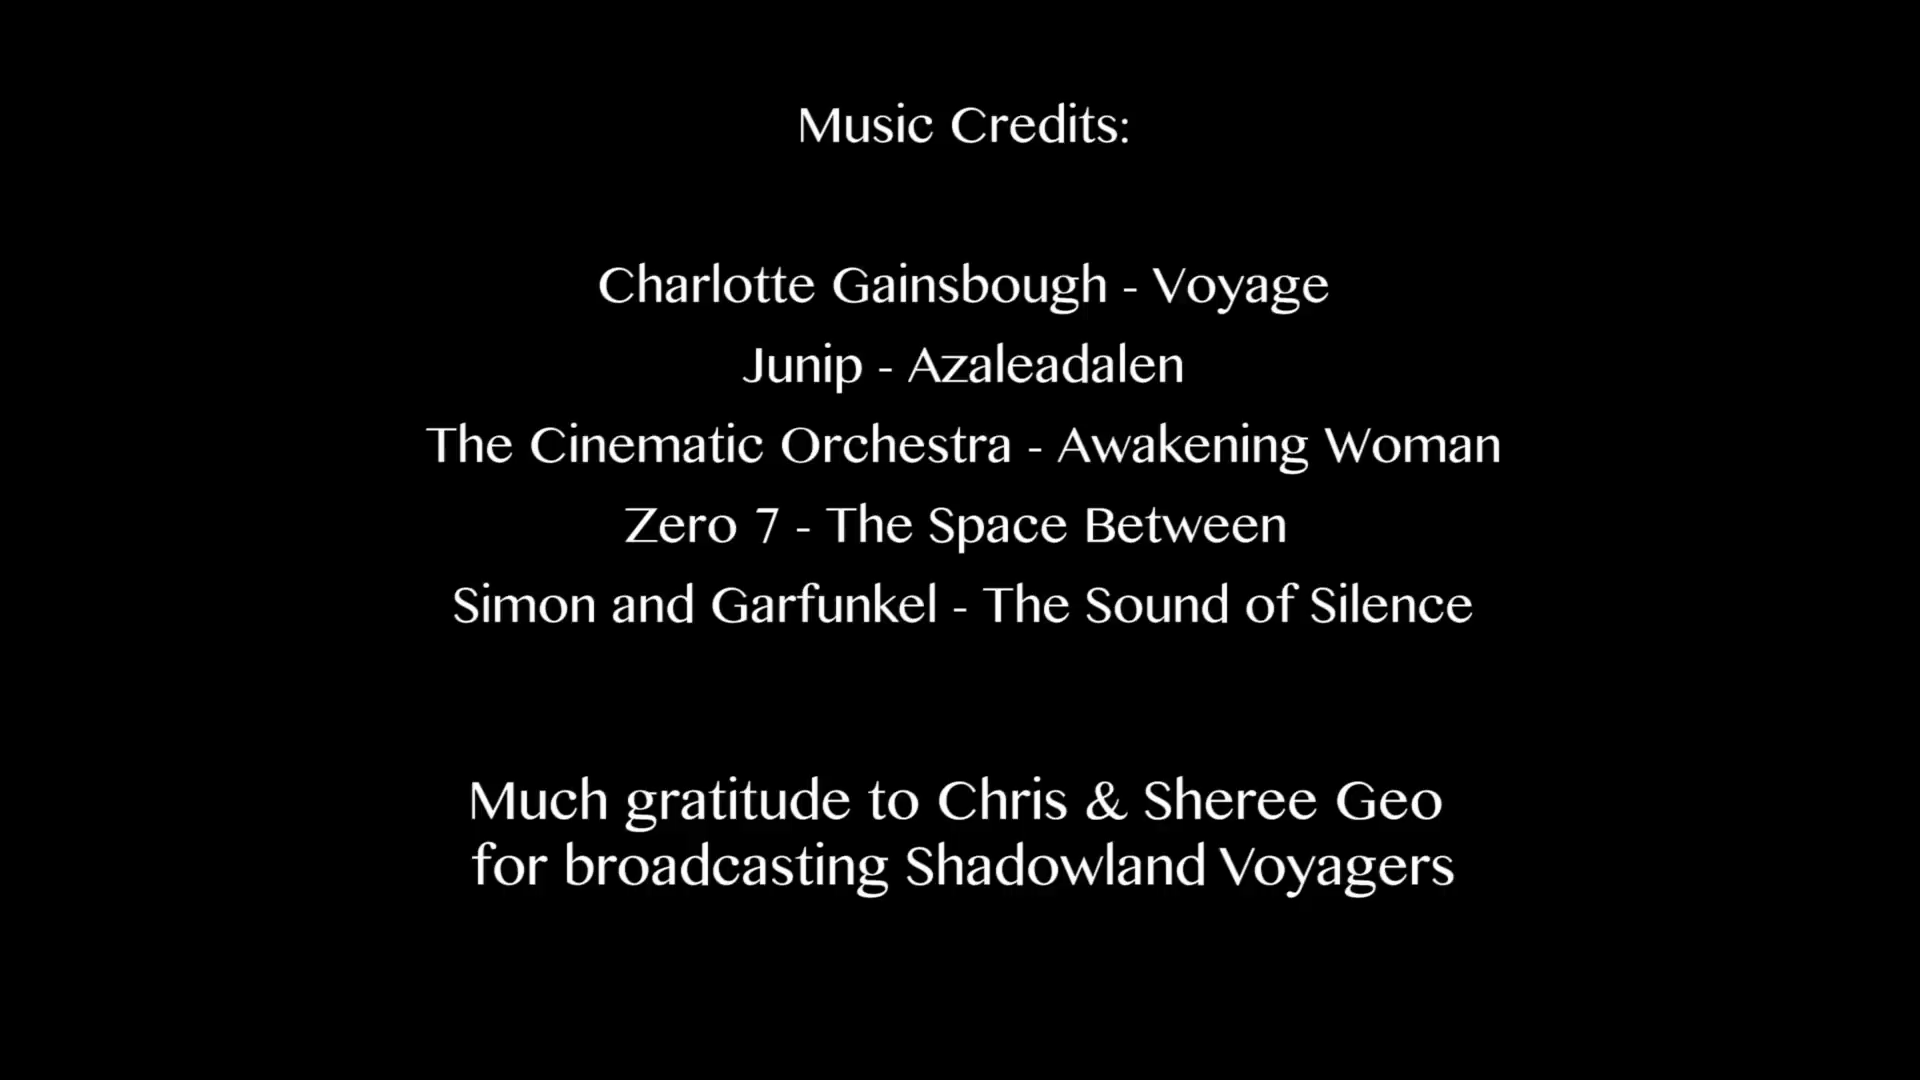 Music Credits:
Charlotte Gainsbough - Voyage
Junip - Azaleadalen
The Cinematic Orchestra - Awakening Woman
Zero 7 - The Space Between
Simon and Garfunkel - The Sound of Silence
Much gratitude to Chris & Sheree Geo
for broadcasting Shadowland Voyagers